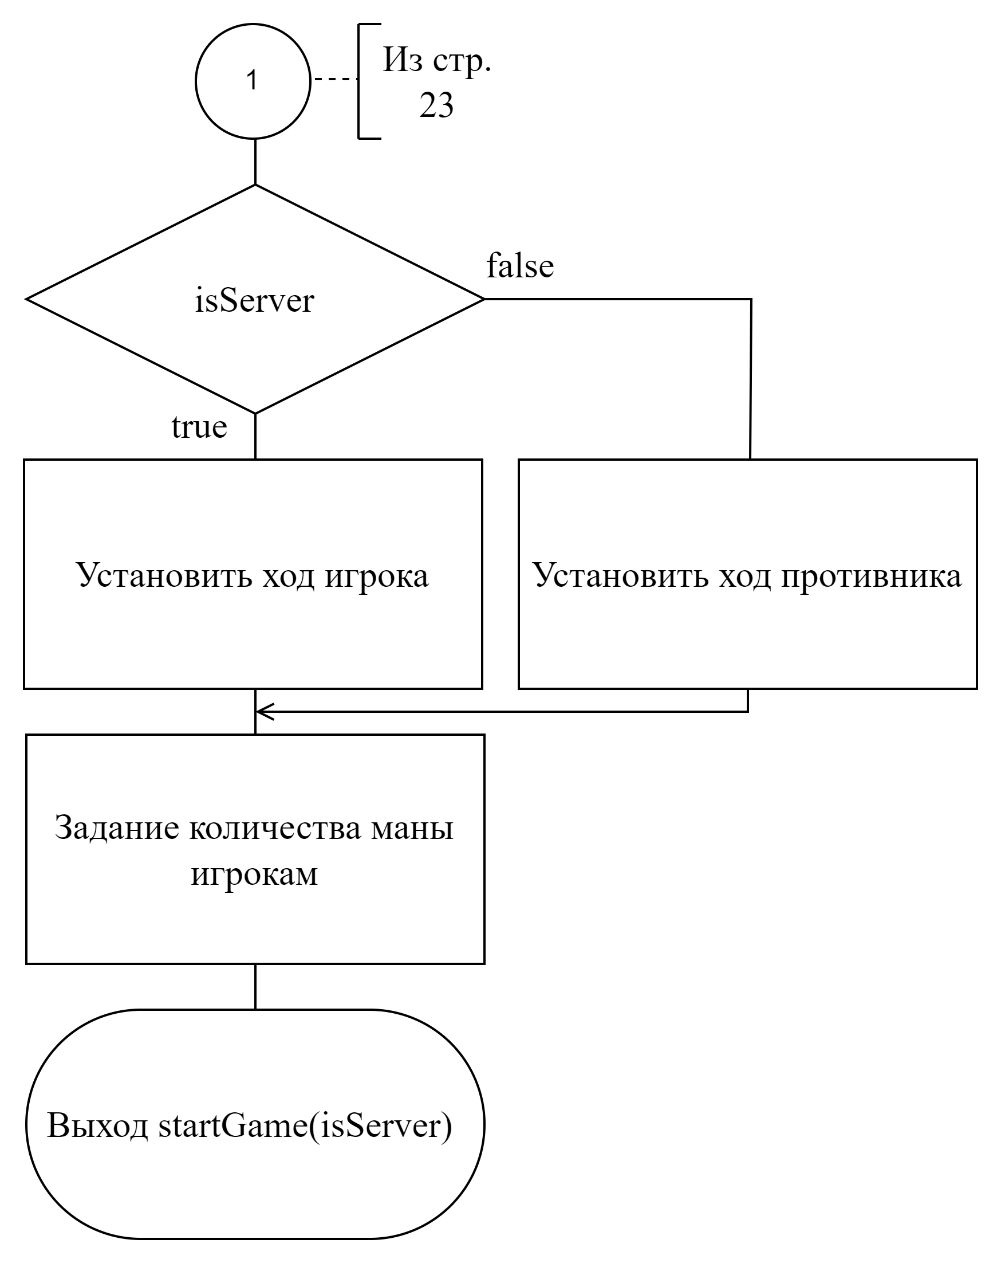 1
Из стр.
23
isServer
false
true
Установить ход игрока
Установить ход противника
Задание количества маны
игрокам
Выход startGame(isServer)